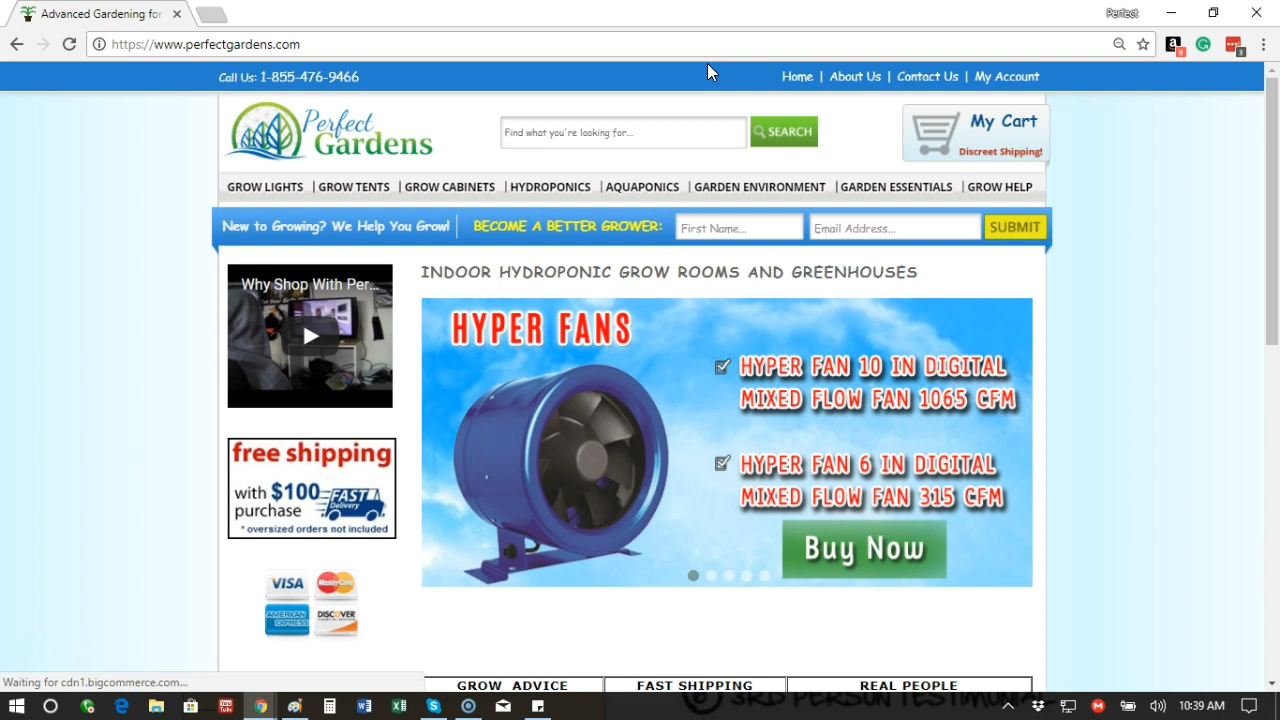 Advanced Gardening for
Perfect
https://www.perfectgardens.com
9
3
Call Us: 1-855-476-9466
Home | About Us | Contact Us | My Account
Perfect
Gardens
Find what you're looking for...
SEARCH
My Cart
Discreet Shipping!
GROW LIGHTS | GROW TENTS | GROW CABINETS | HYDROPONICS | AQUAPONICS | GARDEN ENVIRONMENT | GARDEN ESSENTIALS | GROW HELP
New to Growing? We Help You Grow!
BECOME A BETTER GROWER:
First Name...
Email Address...
SUBMIT
INDOOR HYDROPONIC GROW ROOMS AND GREENHOUSES
Why Shop With Per...
HYPER FANS
HYPER FAN 10 IN DIGITAL
MIXED FLOW FAN 1065 CFM
HYPER FAN 6 IN DIGITAL
MIXED FLOW FAN 315 CFM
Buy Now
free shipping
with $100
purchase
FAST
Delivery
* oversized orders not included
VISA
MasterCard
AMERICAN
EXPRESS
DISCOVER
Waiting for cdn1.bigcommerce.com...
GROW ADVICE
FAST SHIPPING
REAL PEOPLE
10:39 AM